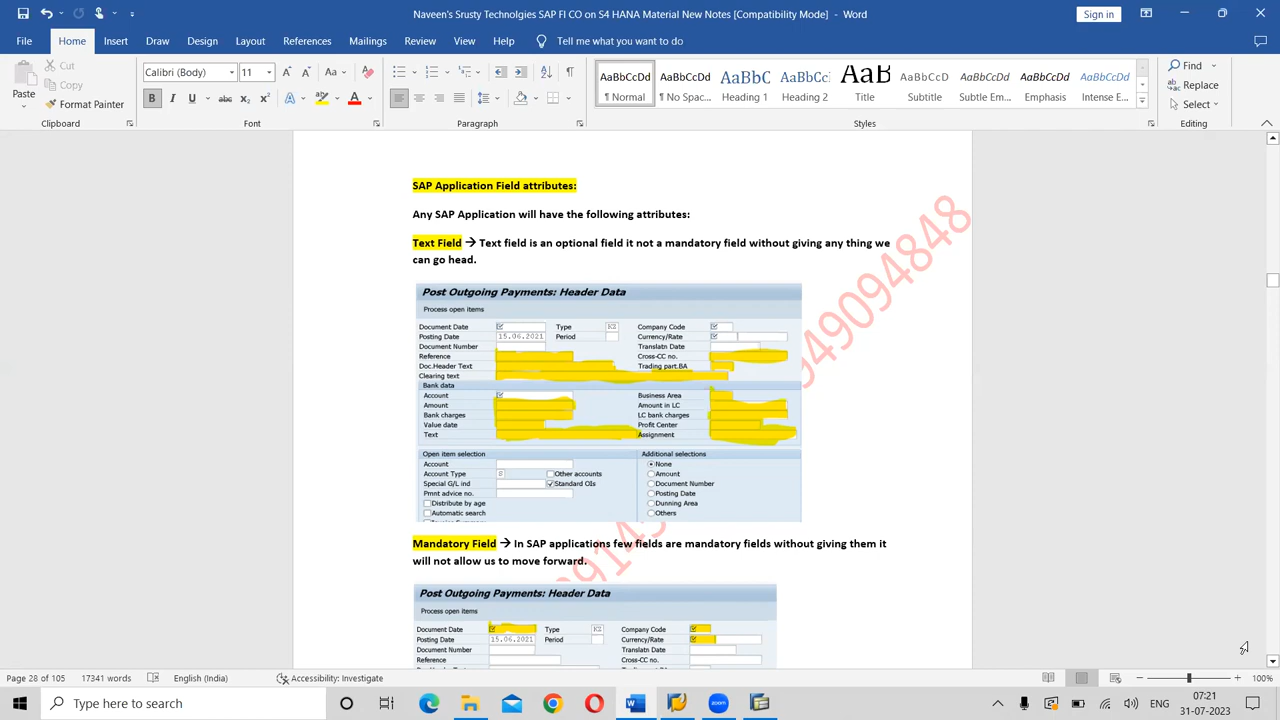 Naveen's Smart Training SAP FI CO on S4 HANA New Notes [Compatibility Mode] - Word
Sign in
File Home Insert Draw Design Layout References Mailings Review View Help Tell me what you want to do
Paste
Cut
Copy
Format Painter
Calibri (Body) 11
AaBbCcDd AaBbCcDd AaBbC AaBbCc AaB AaBbCcD AaBbCcDd AaBbCcDd AaBbCcDd
¶ Normal ¶ No Spac... Heading 1 Heading 2 Title Subtitle Subtle Em... Emphasis Intense E...
Find
Replace
Select
Clipboard Font Paragraph Styles Editing
SAP Application Field attributes:
Any SAP Application will have the following attributes:
Text Field → Text field is an optional field it not a mandatory field without giving any thing we
can go head.
Post Outgoing Payments: Header Data
Process open items
Document Date Type KZ Company Code
Posting Date 15.06.2021 Period Currency/Rate
Document Number Translatn Date
Reference Cross-CC no.
Doc.Header Text Trading part.BA
Clearing text
Bank data
Account Business Area
Amount Amount in LC
Bank charges LC bank charges
Value date Profit Center
Text Assignment
Open item selection Additional selections
Account None
Account Type S Other accounts Amount
Special G/L ind Standard OIs Document Number
Pmnt advice no. Posting Date
Distribute by age Dunning Area
Automatic search Others
Mandatory Field → In SAP applications few fields are mandatory fields without giving them it
will not allow us to move forward.
Post Outgoing Payments: Header Data
Process open items
Document Date Type KZ Company Code
Posting Date 15.06.2021 Period Currency/Rate
Document Number Translatn Date
Reference Cross-CC no.
Page 28 of 105 17341 words English (India) Accessibility: Investigate 100%
Type here to search
ENG
07:21
31-07-2023